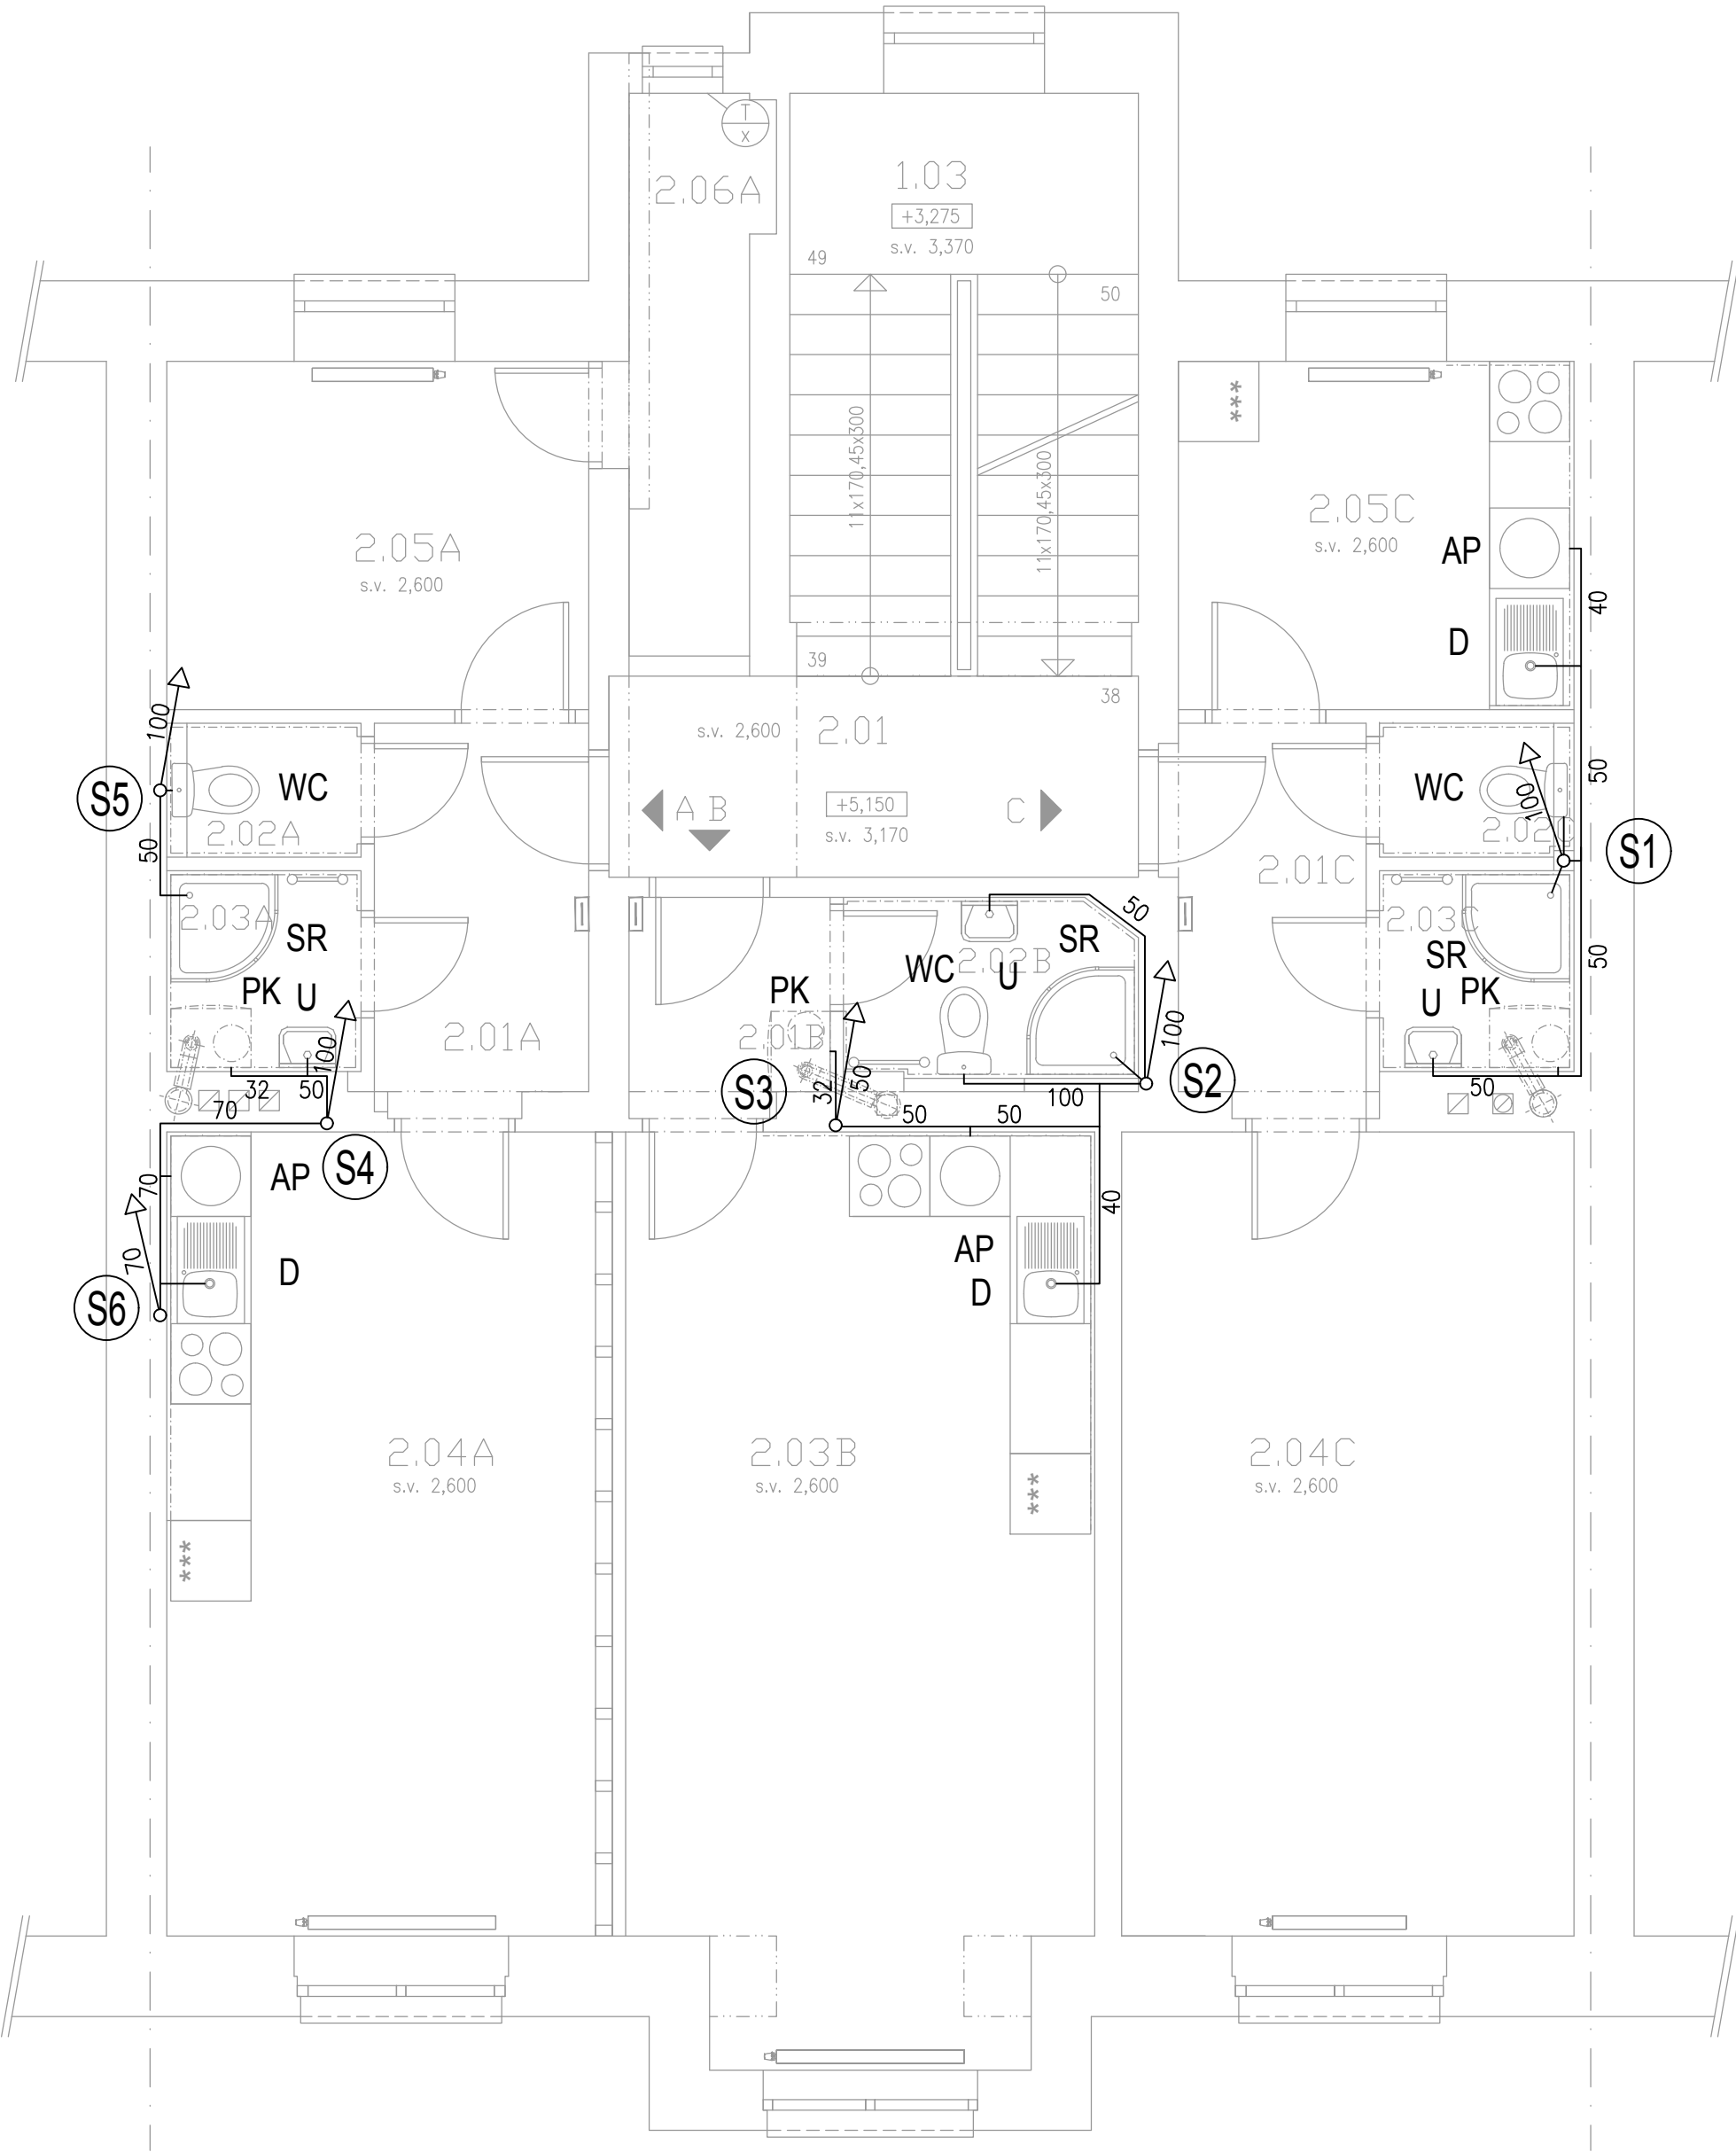 T
x
2.06A
1.03
+3,275
s.v. 3,370
49
50
11x170,45x300
11x170,45x300
***
2.05C
s.v. 2,600
AP
40
D
2.05A
s.v. 2,600
39
38
s.v. 2,600
2.01
100
S5
WC
2.02A
50
A B
+5,150
s.v. 3,170
C
WC
100
50
S1
2.01C
2.03A
SR
PK
U
100
2.01A
32
50
70
S4
50
SR
WC
2.02B
U
PK
2.01B
100
S2
S3
32
50
100
50
50
2.03C
SR
U
PK
50
50
70
AP
70
D
S6
40
AP
D
2.04A
s.v. 2,600
2.03B
s.v. 2,600
***
2.04C
s.v. 2,600
***